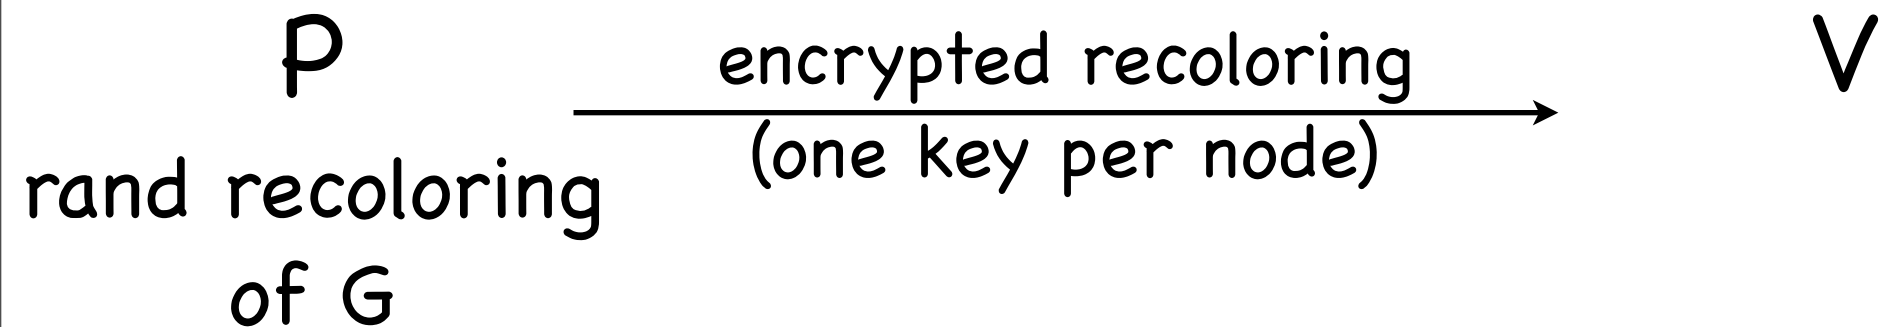 P
encrypted recoloring
V
(one key per node)
rand recoloring
of G